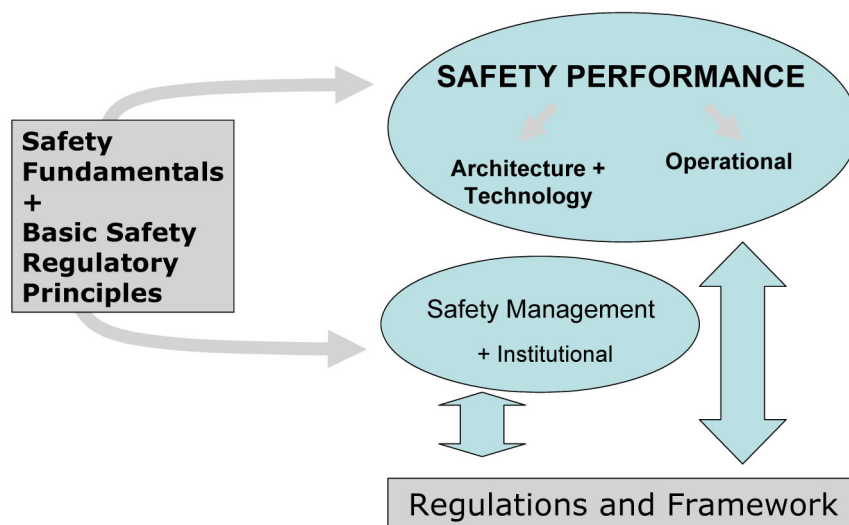 SAFETY PERFORMANCE
Architecture +
Technology
Operational
Safety
Fundamentals
+
Basic Safety
Regulatory
Principles
Safety Management
+ Institutional
Regulations and Framework